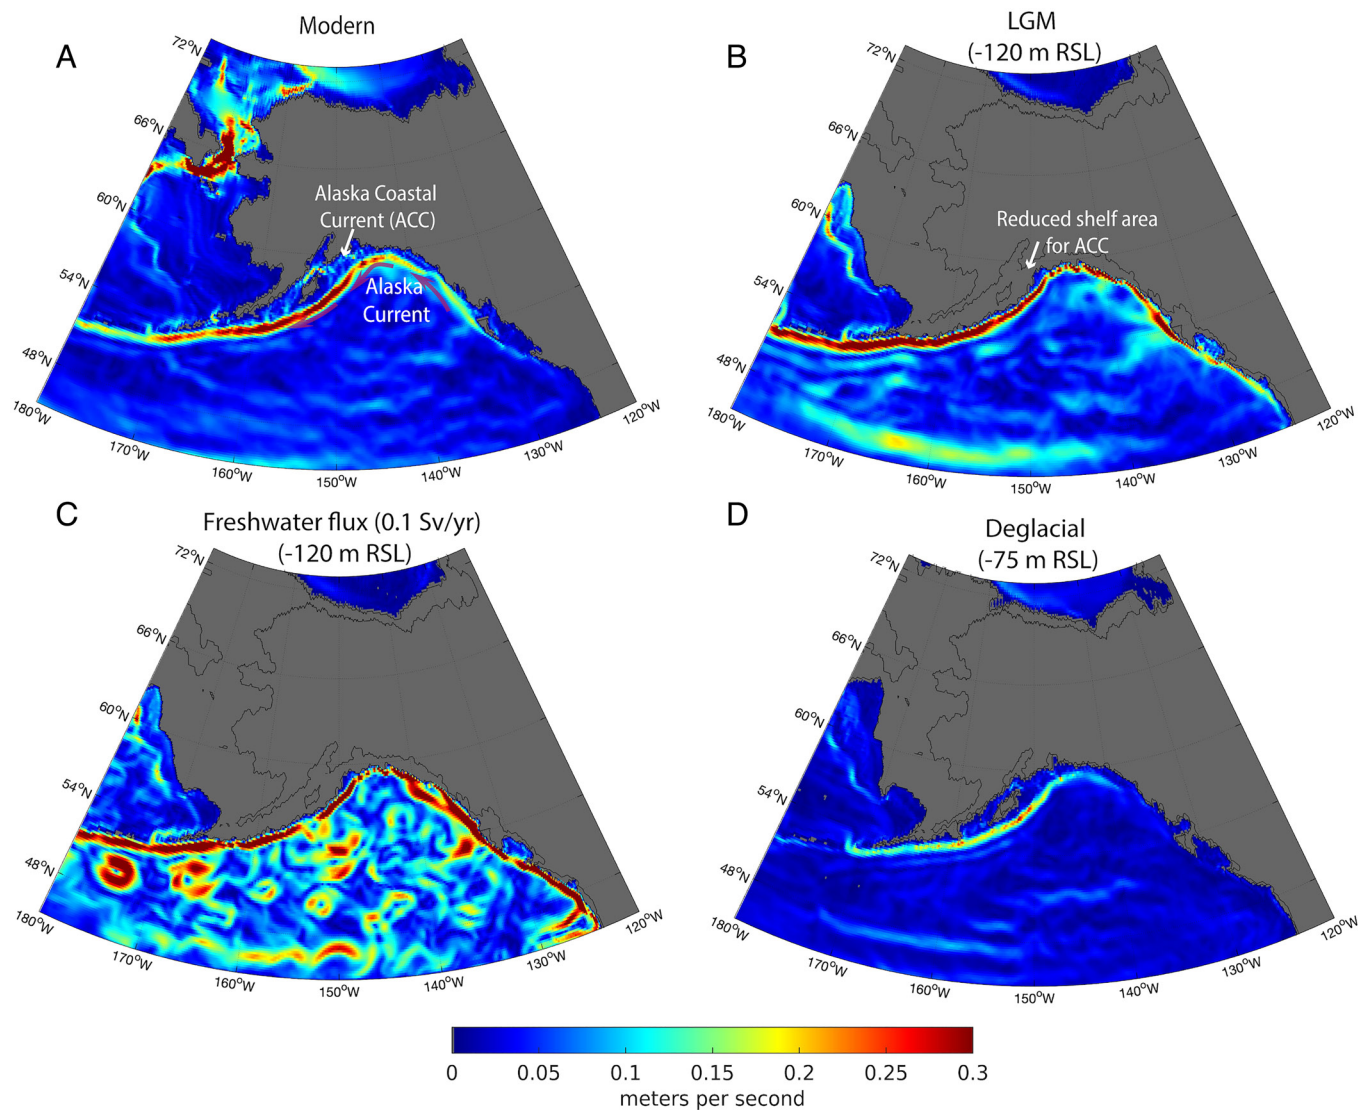 A
Modern
72°N
66°N
60°N
54°N
48°N
180°W
170°W
160°W
150°W
140°W
130°W
120°W
Alaska Coastal
Current (ACC)
Alaska
Current
B
LGM
(-120 m RSL)
72°N
66°N
60°N
54°N
48°N
180°W
170°W
160°W
150°W
140°W
130°W
120°W
Reduced shelf area
for ACC
C
Freshwater flux (0.1 Sv/yr)
(-120 m RSL)
72°N
66°N
60°N
54°N
48°N
180°W
170°W
160°W
150°W
140°W
130°W
120°W
D
Deglacial
(-75 m RSL)
72°N
66°N
60°N
54°N
48°N
180°W
170°W
160°W
150°W
140°W
130°W
120°W
0 0.05 0.1 0.15 0.2 0.25 0.3
meters per second